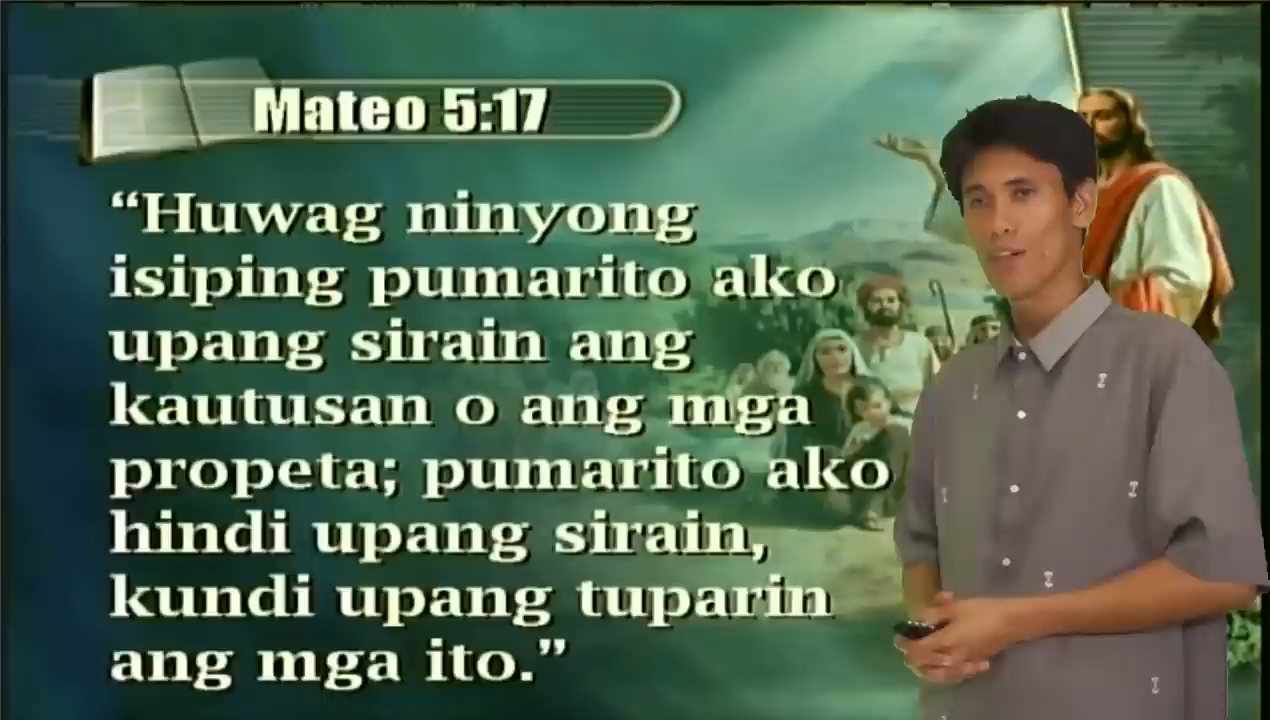 Mateo 5:17
“Huwag ninyong
isiping pumarito ako
upang sirain ang
kautusan o ang mga
propeta; pumarito ako
hindi upang sirain,
kundi upang tuparin
ang mga ito.”